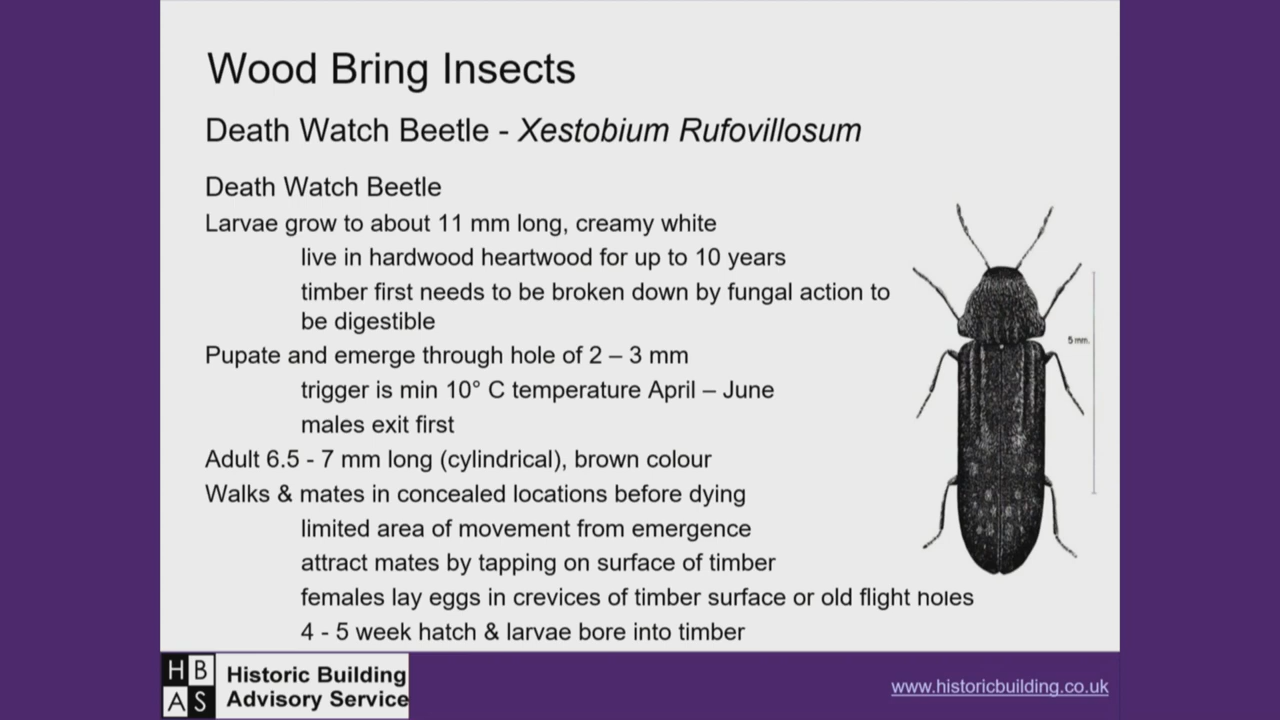 Wood Bring Insects
Death Watch Beetle - Xestobium Rufovillosum
Death Watch Beetle
Larvae grow to about 11 mm long, creamy white
live in hardwood heartwood for up to 10 years
timber first needs to be broken down by fungal action to
be digestible
Pupate and emerge through hole of 2 – 3 mm
trigger is min 10° C temperature April – June
males exit first
Adult 6.5 - 7 mm long (cylindrical), brown colour
Walks & mates in concealed locations before dying
limited area of movement from emergence
attract mates by tapping on surface of timber
females lay eggs in crevices of timber surface or old flight holes
4 - 5 week hatch & larvae bore into timber
5 mm.
HB
AS
Historic Building
Advisory Service
www.historicbuilding.co.uk